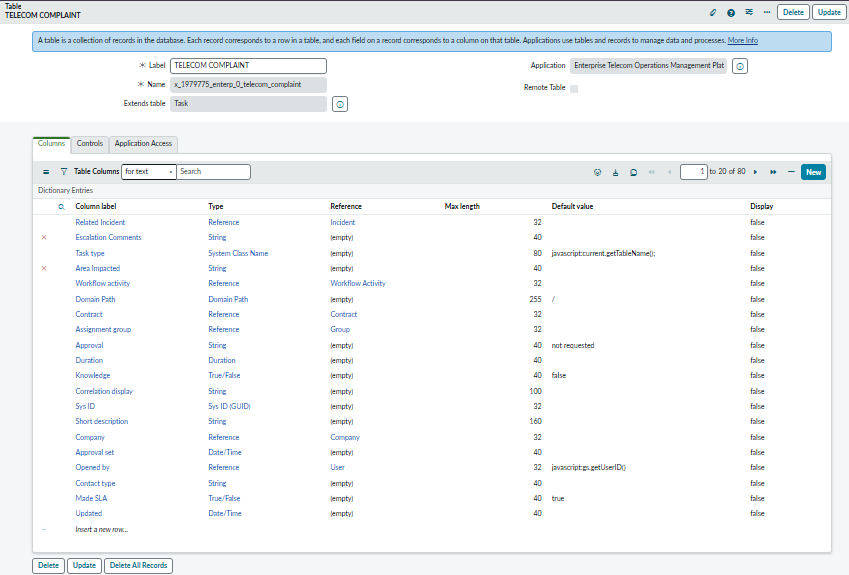 Table
TELECOM COMPLAINT
Delete Update
A table is a collection of records in the database. Each record corresponds to a row in a table, and each field on a record corresponds to a column on that table. Applications use tables and records to manage data and processes. More Info
Label TELECOM COMPLAINT Application Enterprise Telecom Operations Management Plat
Name x_1979775_enterp_0_telecom_complaint Remote Table
Extends table Task
Columns Controls Application Access
Table Columns for text Search 1 to 20 of 80 New
Dictionary Entries
Column label Type Reference Max length Default value Display
Related Incident Reference Incident 32 false
Escalation Comments String (empty) 40 false
Task type System Class Name (empty) 80 javascript:current.getTableName(); false
Area Impacted String (empty) 40 false
Workflow activity Reference Workflow Activity 32 false
Domain Path Domain Path (empty) 255 / false
Contract Reference Contract 32 false
Assignment group Reference Group 32 false
Approval String (empty) 40 not requested false
Duration Duration (empty) 40 false
Knowledge True/False (empty) 40 false false
Correlation display String (empty) 100 false
Sys ID Sys ID (GUID) (empty) 32 false
Short description String (empty) 160 false
Company Reference Company 32 false
Approval set Date/Time (empty) 40 false
Opened by Reference User 32 javascript:gs.getUserID() false
Contact type String (empty) 40 false
Made SLA True/False (empty) 40 true false
Updated Date/Time (empty) 40 false
Insert a new row...
Delete Update Delete All Records